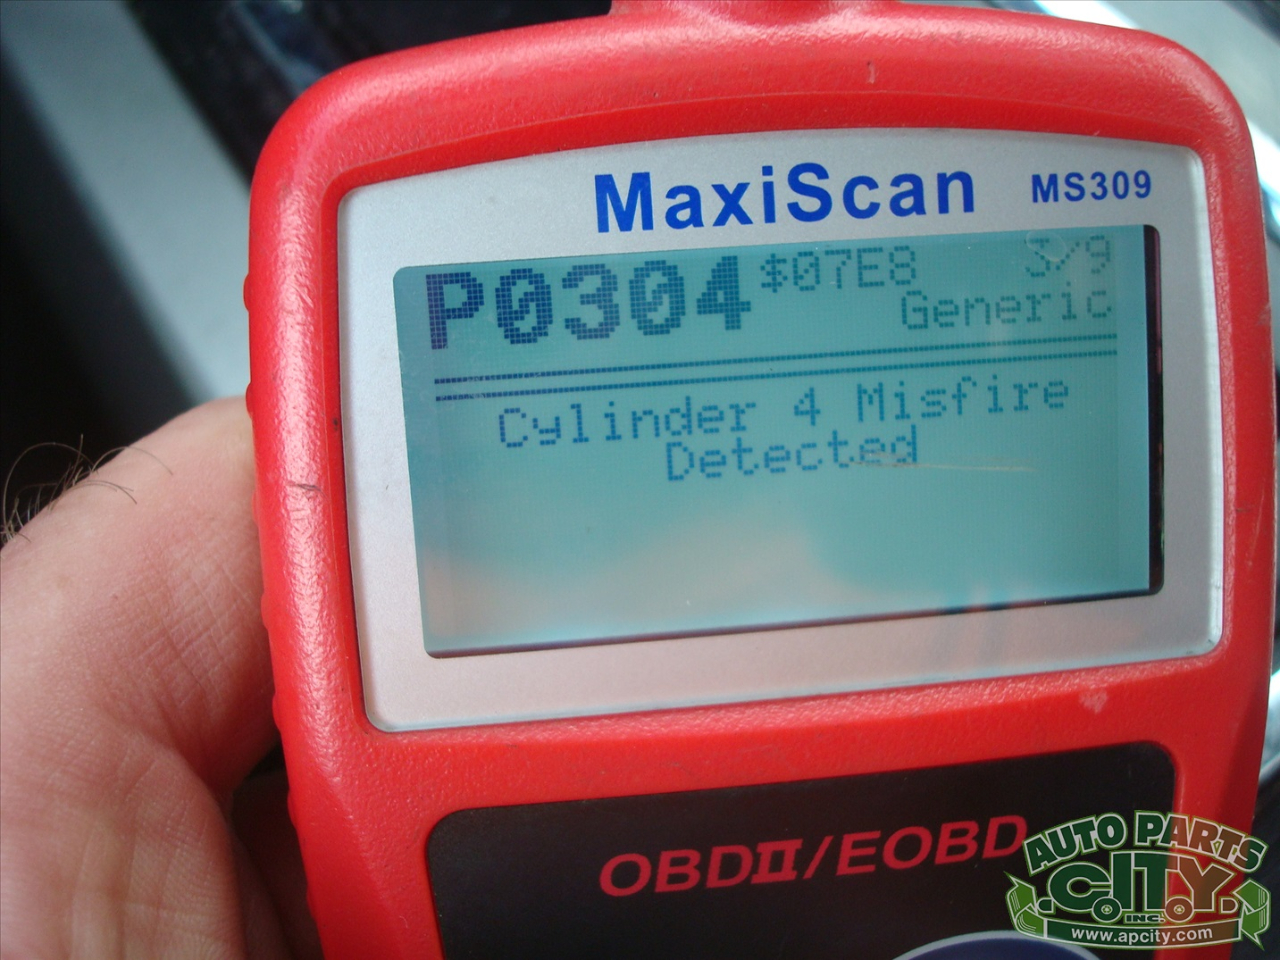 MaxiScan MS309
P0304 $07E8 3/9
Generic
Cylinder 4 Misfire
Detected
OBDII/EOBD
AUTO PARTS
C.I.T.Y.
INC.
www.apcity.com